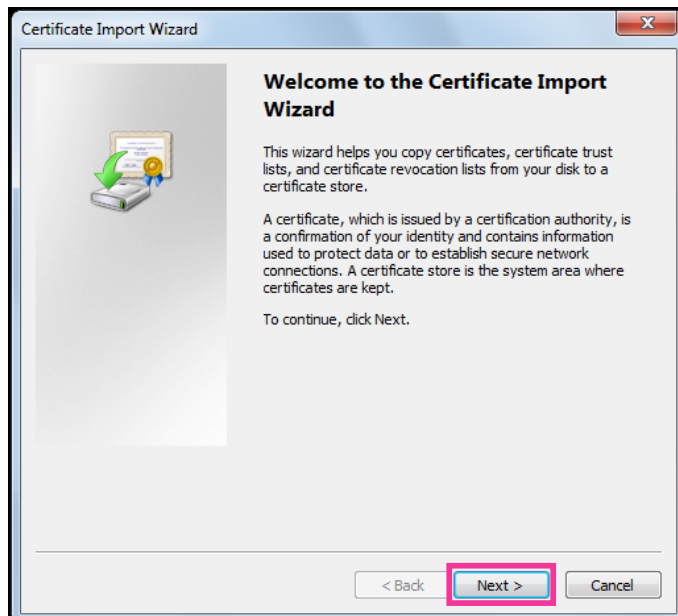 Certificate Import Wizard
Welcome to the Certificate Import
Wizard
This wizard helps you copy certificates, certificate trust
lists, and certificate revocation lists from your disk to a
certificate store.
A certificate, which is issued by a certification authority, is
a confirmation of your identity and contains information
used to protect data or to establish secure network
connections. A certificate store is the system area where
certificates are kept.
To continue, click Next.
< Back Next > Cancel